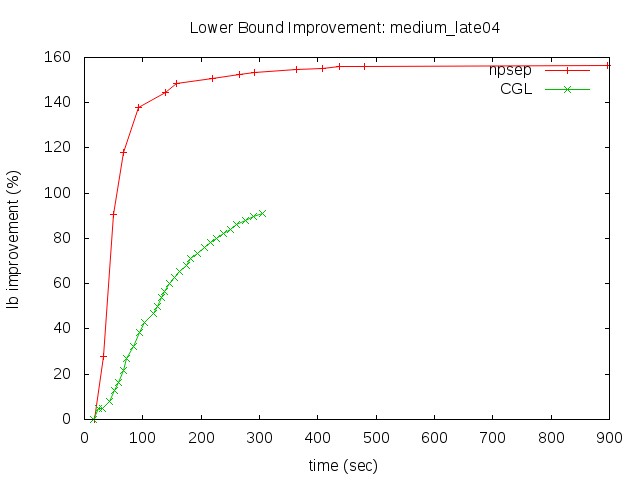 Lower Bound Improvement: medium_late04
160
140
120
100
80
60
40
20
0
lb improvement (%)
npsep
CGL
0 100 200 300 400 500 600 700 800 900
time (sec)